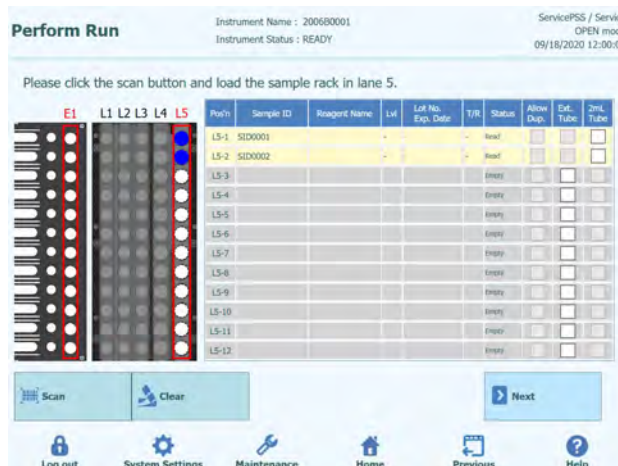 Perform Run
Instrument Name : 200680001
Instrument Status : READY
ServicePSS / Servi
OPEN mod
09/18/2020 12:00:0
Please click the scan button and load the sample rack in lane 5.
E1 L1 L2 L3 L4 L5
Pos'n Sample ID Reagent Name Lvl Lot No. Exp. Date T/R Status Allow Dup. Ext. Tube 2mL Tube
L5-1 SID0001 - - - Read
L5-2 SID0002 - - - Read
L5-3 Empty
L5-4 Empty
L5-5 Empty
L5-6 Empty
L5-7 Empty
L5-8 Empty
L5-9 Empty
L5-10 Empty
L5-11 Empty
L5-12 Empty
Scan
Clear
Next
Log out
System Settings
Maintenance
Home
Previous
Help